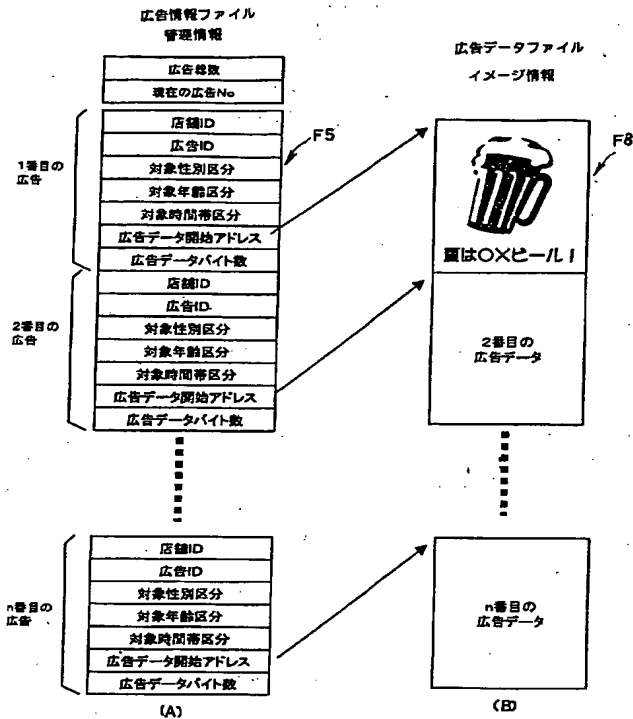 広告情報ファイル
管理情報
広告総数
現在の広告No
1番目の
広告
店舗ID
広告ID
対象性別区分
対象年齢区分
対象時間帯区分
広告データ開始アドレス
広告データバイト数
F5
2番目の
広告
店舗ID
広告ID
対象性別区分
対象年齢区分
対象時間帯区分
広告データ開始アドレス
広告データバイト数
n番目の
広告
店舗ID
広告ID
対象性別区分
対象年齢区分
対象時間帯区分
広告データ開始アドレス
広告データバイト数
(A)
広告データファイル
イメージ情報
F8
夏は○×ビール！
2番目の
広告データ
n番目の
広告データ
(B)